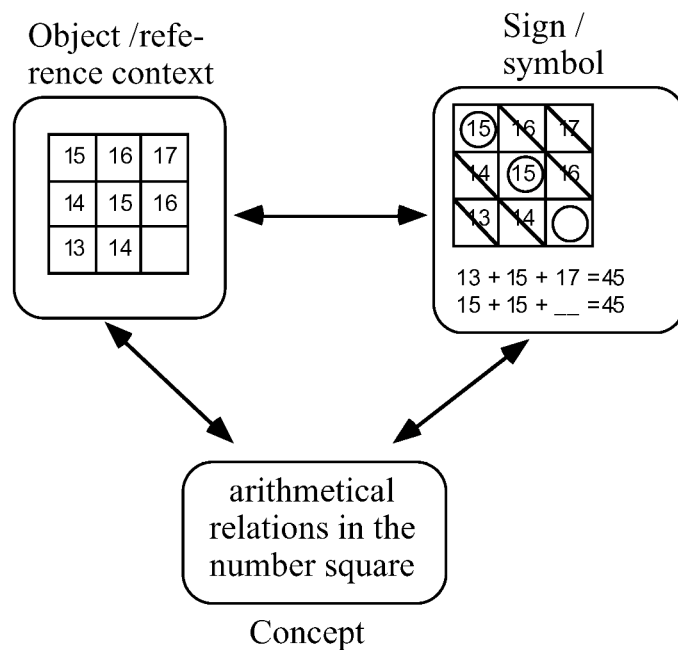 Object /refe-
rence context
15 16 17
14 15 16
13 14
Sign /
symbol
15 16 17
14 15 16
13 14
13 + 15 + 17 =45
15 + 15 + __ =45
arithmetical
relations in the
number square
Concept